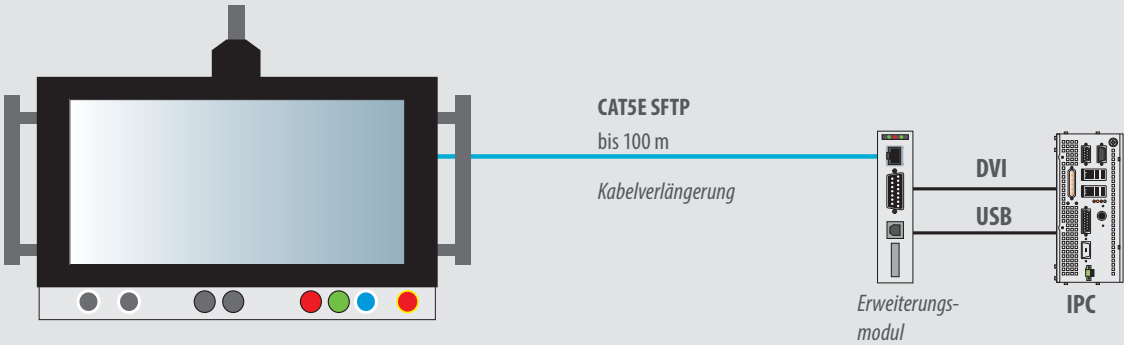 CAT5E SFTP
bis 100 m
Kabelverlängerung
DVI
USB
Erweiterungs-
modul
IPC